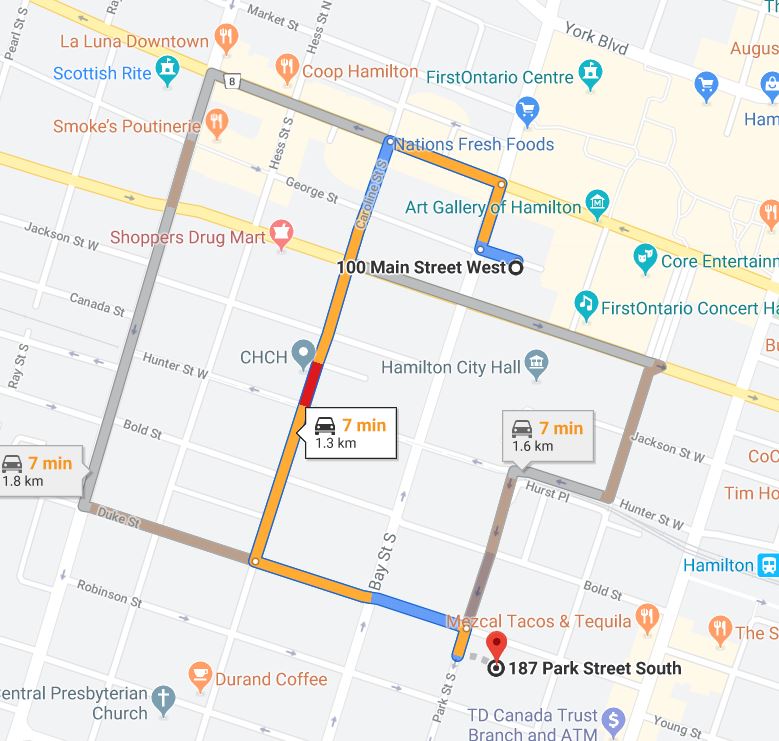 Pearl St S
Market St
Hess St N
York Blvd
La Luna Downtown
Scottish Rite
Coop Hamilton
FirstOntario Centre
Augus
8
Ham
Smoke's Poutinerie
Hess St S
Nations Fresh Foods
Caroline St S
George St
Art Gallery of Hamilton
Jackson St W
Shoppers Drug Mart
100 Main Street West
Core Entertainm
Canada St
FirstOntario Concert Ha
CHCH
Hamilton City Hall
Ray St S
Hunter St W
7 min
1.3 km
7 min
1.6 km
Bold St
Jackson St W
CoC
7 min
1.8 km
Hurst Pl
Tim Ho
Hunter St W
Duke St
Bay St S
Hamilton
Robinson St
Bold St
Mezcal Tacos & Tequila
The S
187 Park Street South
Durand Coffee
entral Presbyterian
Church
Park St S
TD Canada Trust
Branch and ATM
Young St